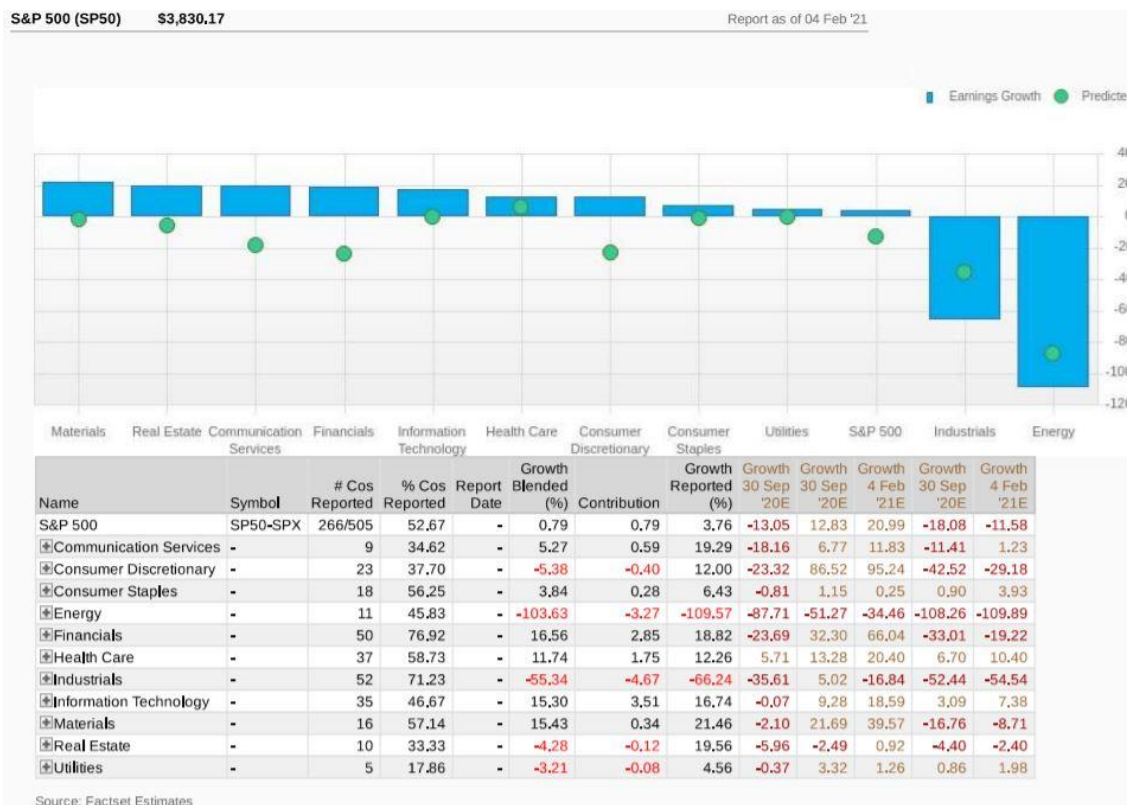 S&P 500 (SP50) $3,830.17 Report as of 04 Feb '21
Earnings Growth
40
20
Materials Real Estate Communication Services Financials Information Technology Health Care Consumer Discretionary Consumer Staples Utilities S&P 500 Industrials Energy
Name Symbol # Cos Reported % Cos Reported Report Date Growth Blended (%) Contribution Growth Reported (%) Growth 30 Sep '20E Growth 30 Sep '20E Growth 4 Feb '21E Growth 30 Sep '20E Growth 4 Feb '21E
S&P 500 SP50-SPX 266/505 52.67 - 0.79 0.79 3.76 -13.05 12.83 20.99 -18.08 -11.58
Communication Services - 9 34.62 - 5.27 0.59 19.29 -18.16 6.77 11.83 -11.41 1.23
Consumer Discretionary - 23 37.70 - -5.38 -0.40 12.00 -23.32 86.52 95.24 -42.52 -29.18
Consumer Staples - 18 56.25 - 3.84 0.28 6.43 -0.81 1.15 0.25 0.90 3.93
Energy - 11 45.83 - -103.63 -3.27 -109.57 -87.71 -51.27 -34.46 -108.26 -109.89
Financials - 50 76.92 - 16.56 2.85 18.82 -23.69 32.30 66.04 -33.01 -19.22
Health Care - 37 58.73 - 11.74 1.75 12.26 5.71 13.28 20.40 6.70 10.40
Industrials - 52 71.23 - -55.34 -4.67 -66.24 -35.61 5.02 -16.84 -52.44 -54.54
Information Technology - 35 46.67 - 15.30 3.51 16.74 -0.07 9.28 18.59 3.09 7.38
Materials - 16 57.14 - 15.43 0.34 21.46 -2.10 21.69 39.57 -16.76 -8.71
Real Estate - 10 33.33 - -4.28 -0.12 19.56 -5.96 -2.49 0.92 -4.40 -2.40
Utilities - 5 17.86 - -3.21 -0.08 4.56 -0.37 3.32 1.26 0.86 1.98
Source: Factset Estimates